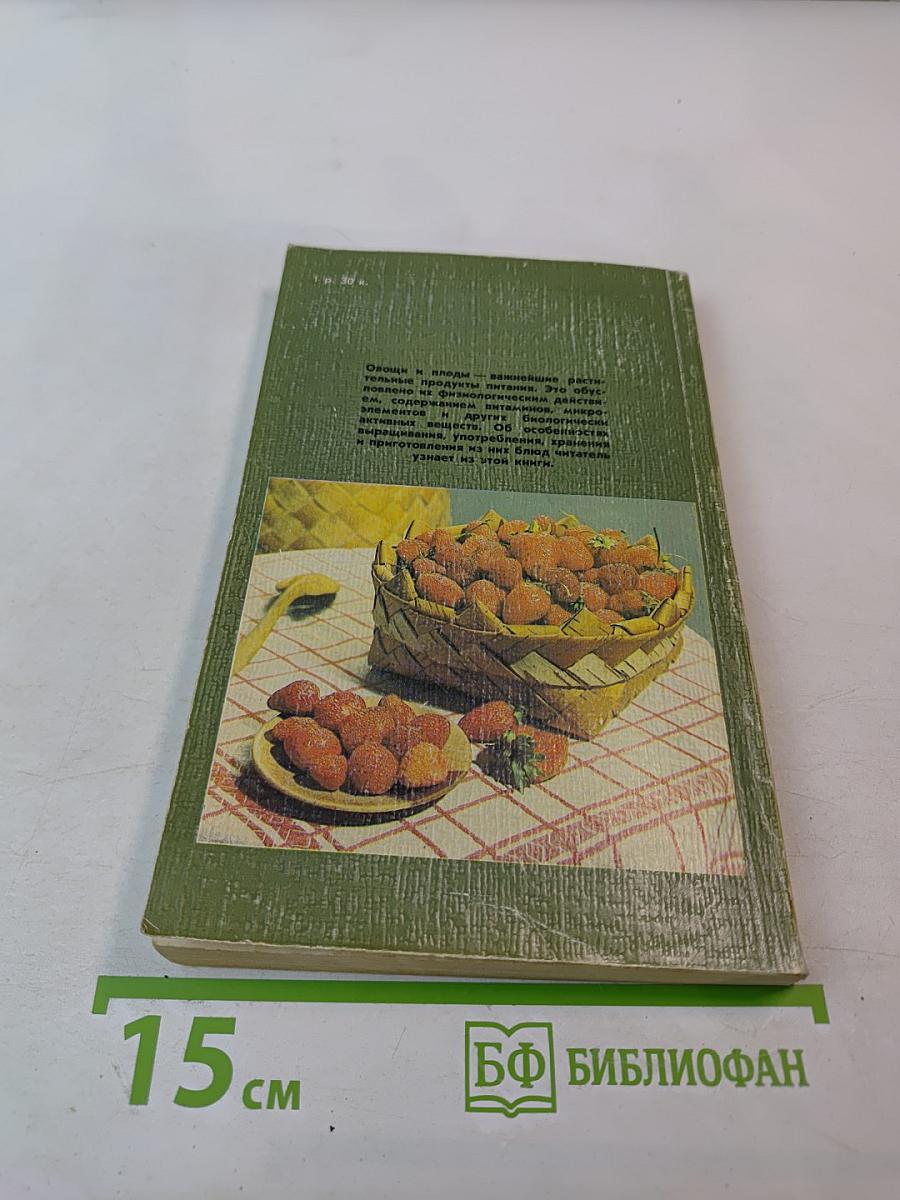 1 р. 30 к.
Овощи и плоды — важнейшие расти-
тельные продукты питания. Это обус-
ловлено их физиологическим действи-
ем, содержанием витаминов, микро-
элементов и других биологически
активных веществ. Об особенностях
выращивания, употребления, хранения
и приготовления из них блюд читатель
узнает из этой книги.
15 см
БФ БИБЛИОФАН